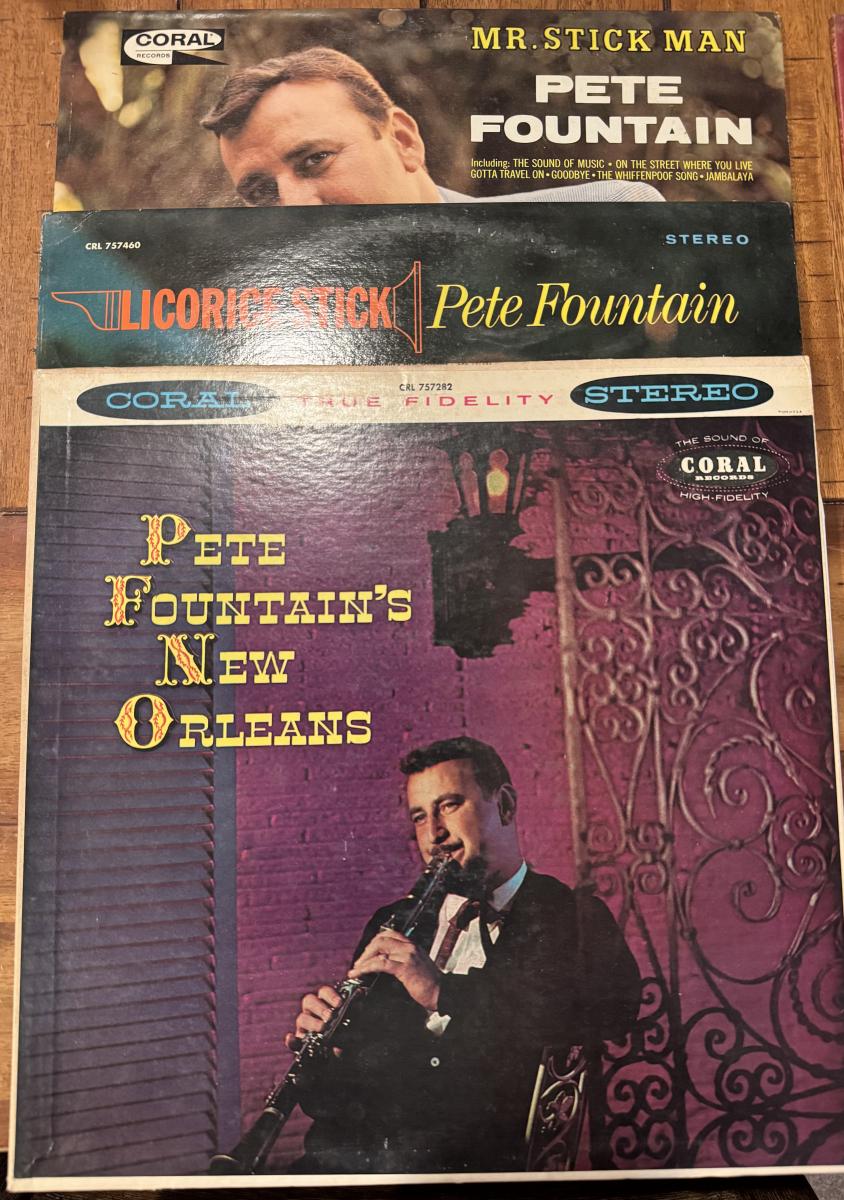 CORAL
RECORDS
MR. STICK MAN
PETE
FOUNTAIN
Including: THE SOUND OF MUSIC • ON THE STREET WHERE YOU LIVE
GOTTA TRAVEL ON • GOODBYE • THE WHIFFENPOOF SONG • JAMBALAYA
CRL 757460
STEREO
LICORICE STICK
Pete Fountain
CRL 757282
CORAL TRUE FIDELITY STEREO
THE SOUND OF
CORAL
RECORDS
HIGH-FIDELITY
PETE
FOUNTAIN'S
NEW
ORLEANS